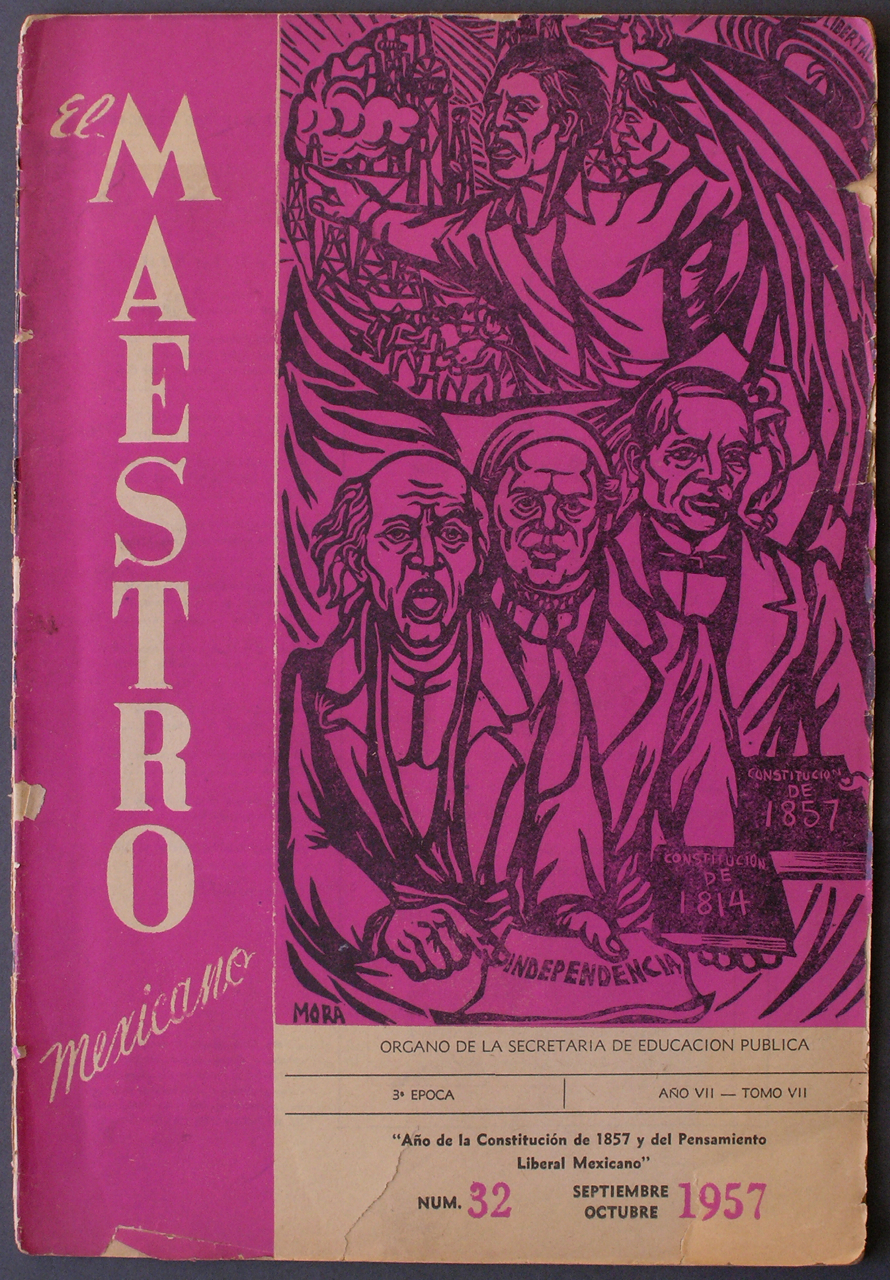 El
MAESTRO
mexicano
LIBERTA
CONSTITUCION
DE
1857
CONSTITUCION
DE
1814
INDEPENDENCIA
MORA
ORGANO DE LA SECRETARIA DE EDUCACION PUBLICA
3ª EPOCA
AÑO VII — TOMO VII
"Año de la Constitución de 1857 y del Pensamiento
Liberal Mexicano"
NUM. 32
SEPTIEMBRE
OCTUBRE
1957